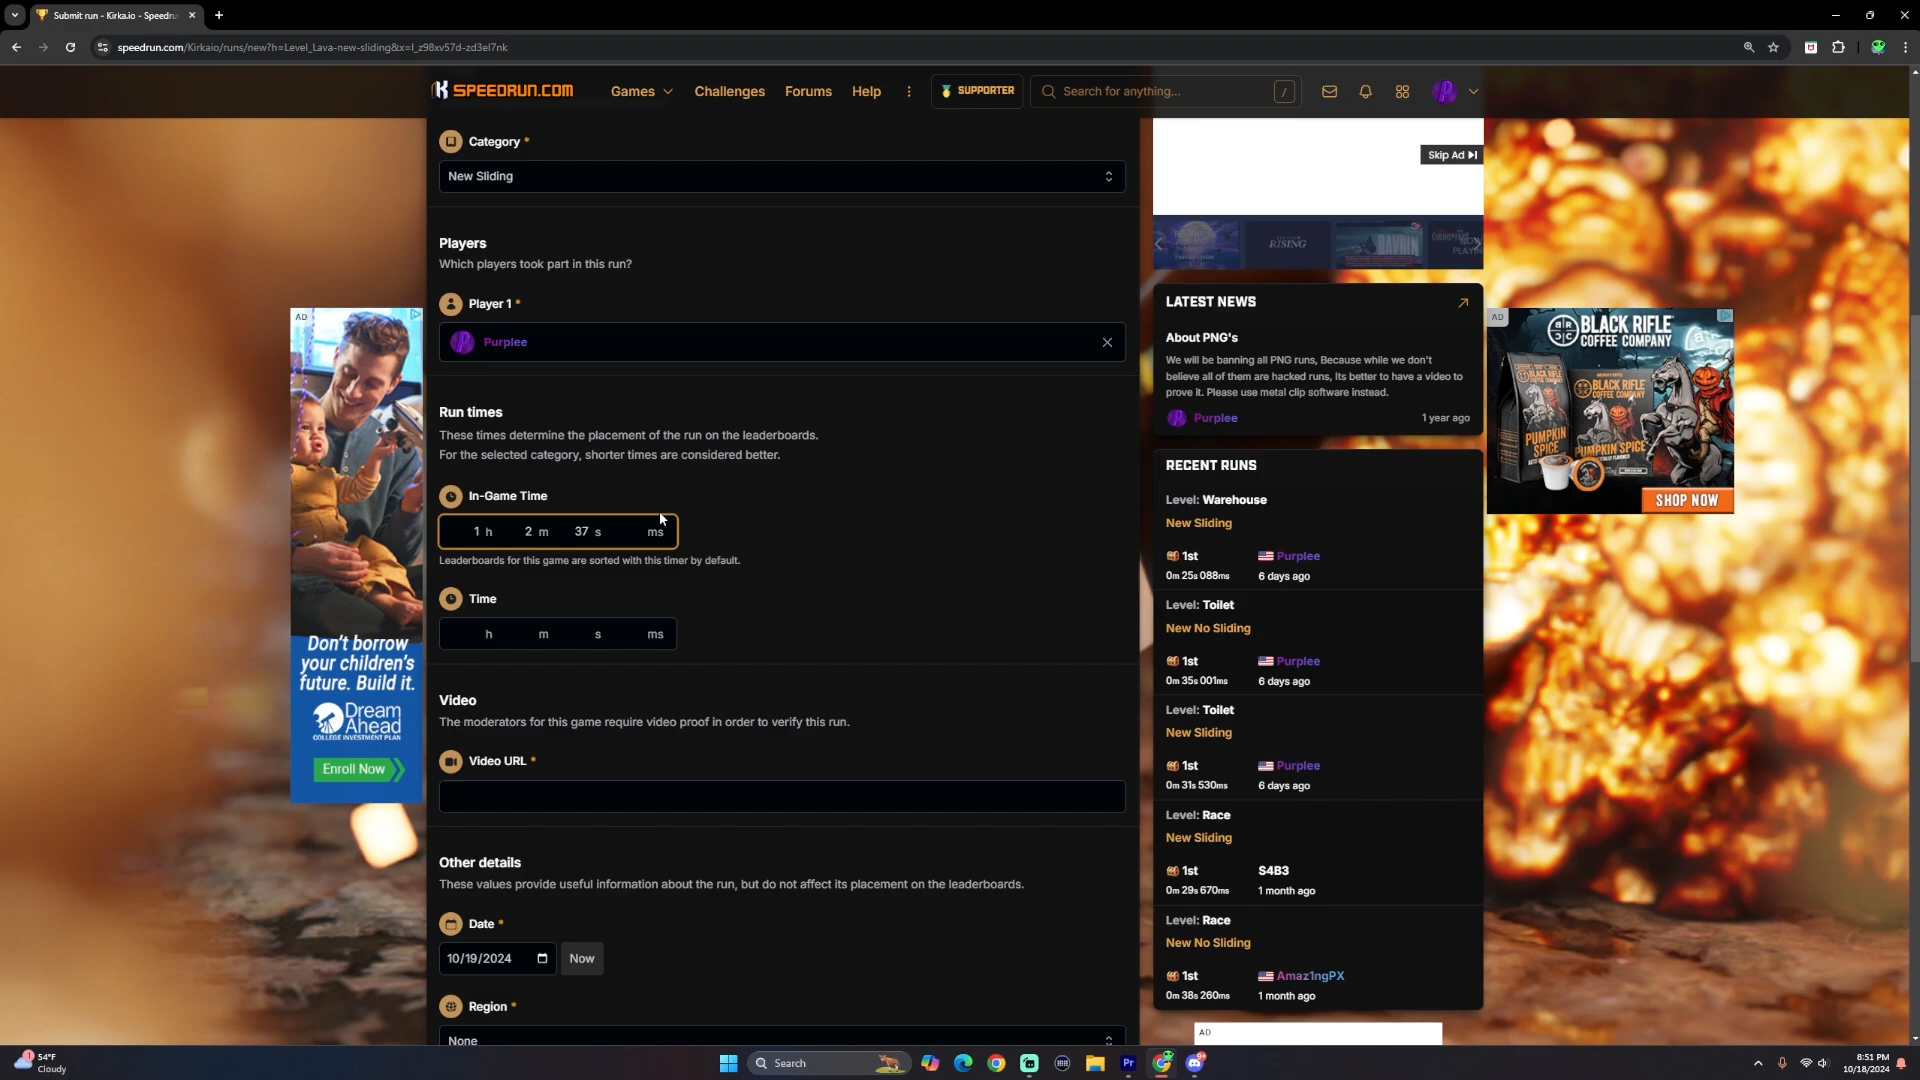 Submit run - Kirka.io - Speedru
speedrun.com/Kirkaio/runs/new?h=Level_Lava-new-sliding&x=l_z98xv57d-zd3el7nk
SPEEDRUN.COM
Games
Challenges
Forums
Help
SUPPORTER
Search for anything...
/
Category *
New Sliding
Players
Which players took part in this run?
Player 1 *
Purplee
Run times
These times determine the placement of the run on the leaderboards.
For the selected category, shorter times are considered better.
In-Game Time
1 h 2 m 37 s ms
Leaderboards for this game are sorted with this timer by default.
Time
h m s ms
Video
The moderators for this game require video proof in order to verify this run.
Video URL *
Other details
These values provide useful information about the run, but do not affect its placement on the leaderboards.
Date *
10/19/2024
Now
Region *
None
Skip Ad
RISING
LATEST NEWS
About PNG's
We will be banning all PNG runs, Because while we don't
believe all of them are hacked runs, Its better to have a video to
prove it. Please use metal clip software instead.
Purplee
1 year ago
RECENT RUNS
Level: Warehouse
New Sliding
1st Purplee
0m 25s 088ms 6 days ago
Level: Toilet
New No Sliding
1st Purplee
0m 35s 001ms 6 days ago
Level: Toilet
New Sliding
1st Purplee
0m 31s 530ms 6 days ago
Level: Race
New Sliding
1st S4B3
0m 29s 670ms 1 month ago
Level: Race
New No Sliding
1st Amaz1ngPX
0m 38s 260ms 1 month ago
AD
AD
Don't borrow
your children's
future. Build it.
Dream
Ahead
COLLEGE INVESTMENT PLAN
Enroll Now
AD
BLACK RIFLE
COFFEE COMPANY
PUMPKIN
SPICE
SHOP NOW
54°F
Cloudy
Search
8:51 PM
10/18/2024